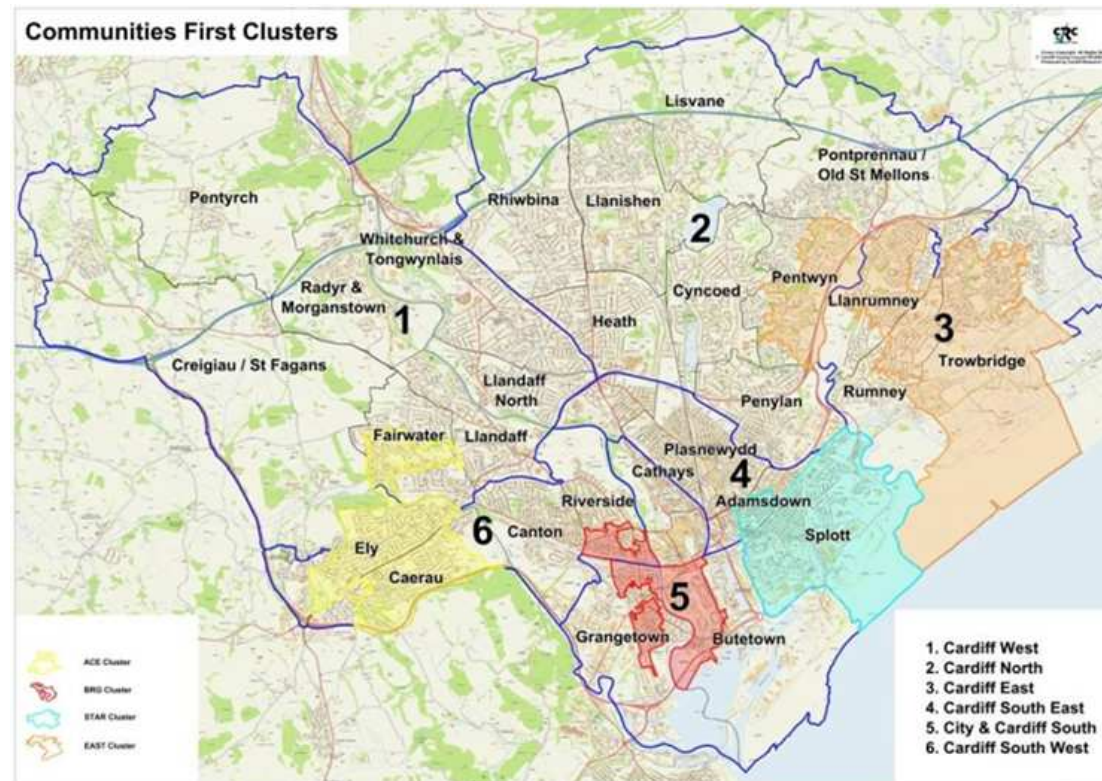 Communities First Clusters
Lisvane
Pontprennau /
Old St Mellons
Pentyrch
Rhiwbina
Llanishen
2
Whitchurch &
Tongwynlais
Pentwyn
Radyr &
Morganstown
Cyncoed
Llanrumney
1
Heath
3
Trowbridge
Creigiau / St Fagans
Llandaff
North
Penylan
Rumney
Fairwater
Llandaff
Plasnewydd
Cathays
4
Riverside
Adamsdown
6
Canton
Splott
Ely
Caerau
5
Grangetown
Butetown
ACE Cluster
BRG Cluster
STAR Cluster
EAST Cluster
1. Cardiff West
2. Cardiff North
3. Cardiff East
4. Cardiff South East
5. City & Cardiff South
6. Cardiff South West